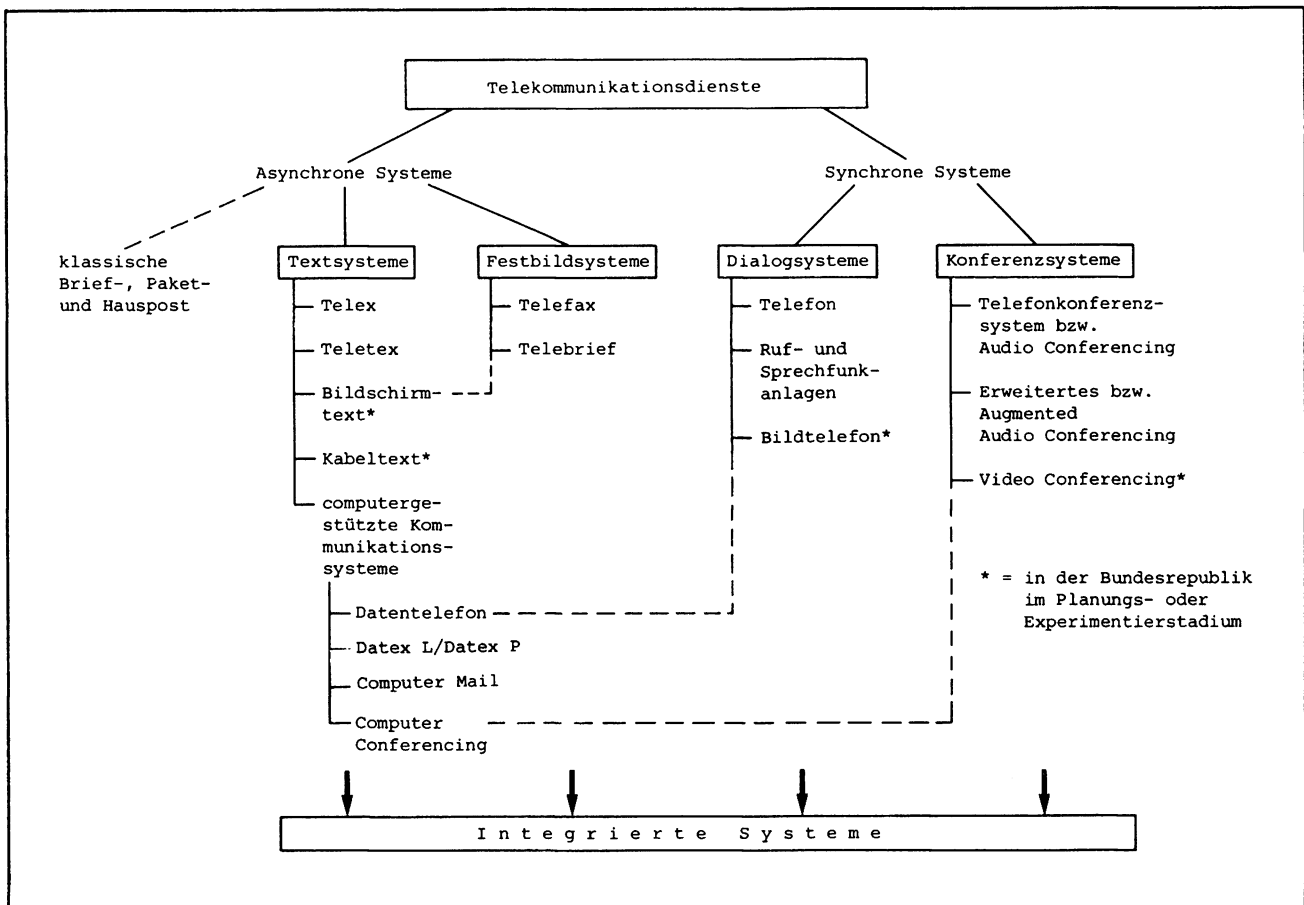 Telekommunikationsdienste
Asynchrone Systeme
Synchrone Systeme
klassische
Brief-, Paket-
und Hauspost
Textsysteme
Telex
Teletex
Bildschirm-
text*
Kabeltext*
computerge-
stützte Kom-
munikations-
systeme
Datentelefon
Datex L/Datex P
Computer Mail
Computer
Conferencing
Festbildsysteme
Telefax
Telebrief
Dialogsysteme
Telefon
Ruf- und
Sprechfunk-
anlagen
Bildtelefon*
Konferenzsysteme
Telefonkonferenz-
system bzw.
Audio Conferencing
Erweitertes bzw.
Augmented
Audio Conferencing
Video Conferencing*
* = in der Bundesrepublik
im Planungs- oder
Experimentierstadium
Integrierte Systeme